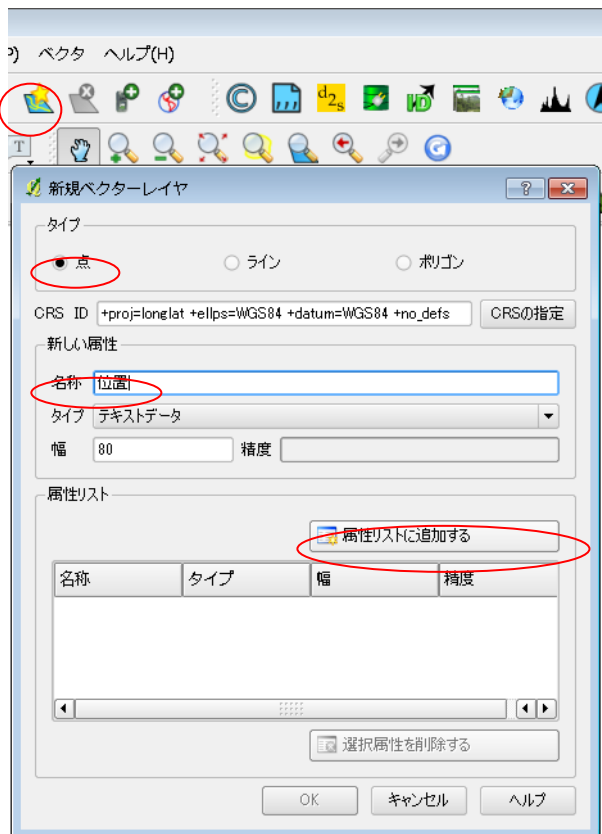 P) ベクタ ヘルプ(H)
©
d2s
T
新規ベクターレイヤ
?
タイプ
点 ライン ポリゴン
CRS ID +proj=longlat +ellps=WGS84 +datum=WGS84 +no_defs CRSの指定
新しい属性
名称 位置
タイプ テキストデータ
幅 80 精度
属性リスト
属性リストに追加する
名称 タイプ 幅 精度
選択属性を削除する
OK キャンセル ヘルプ